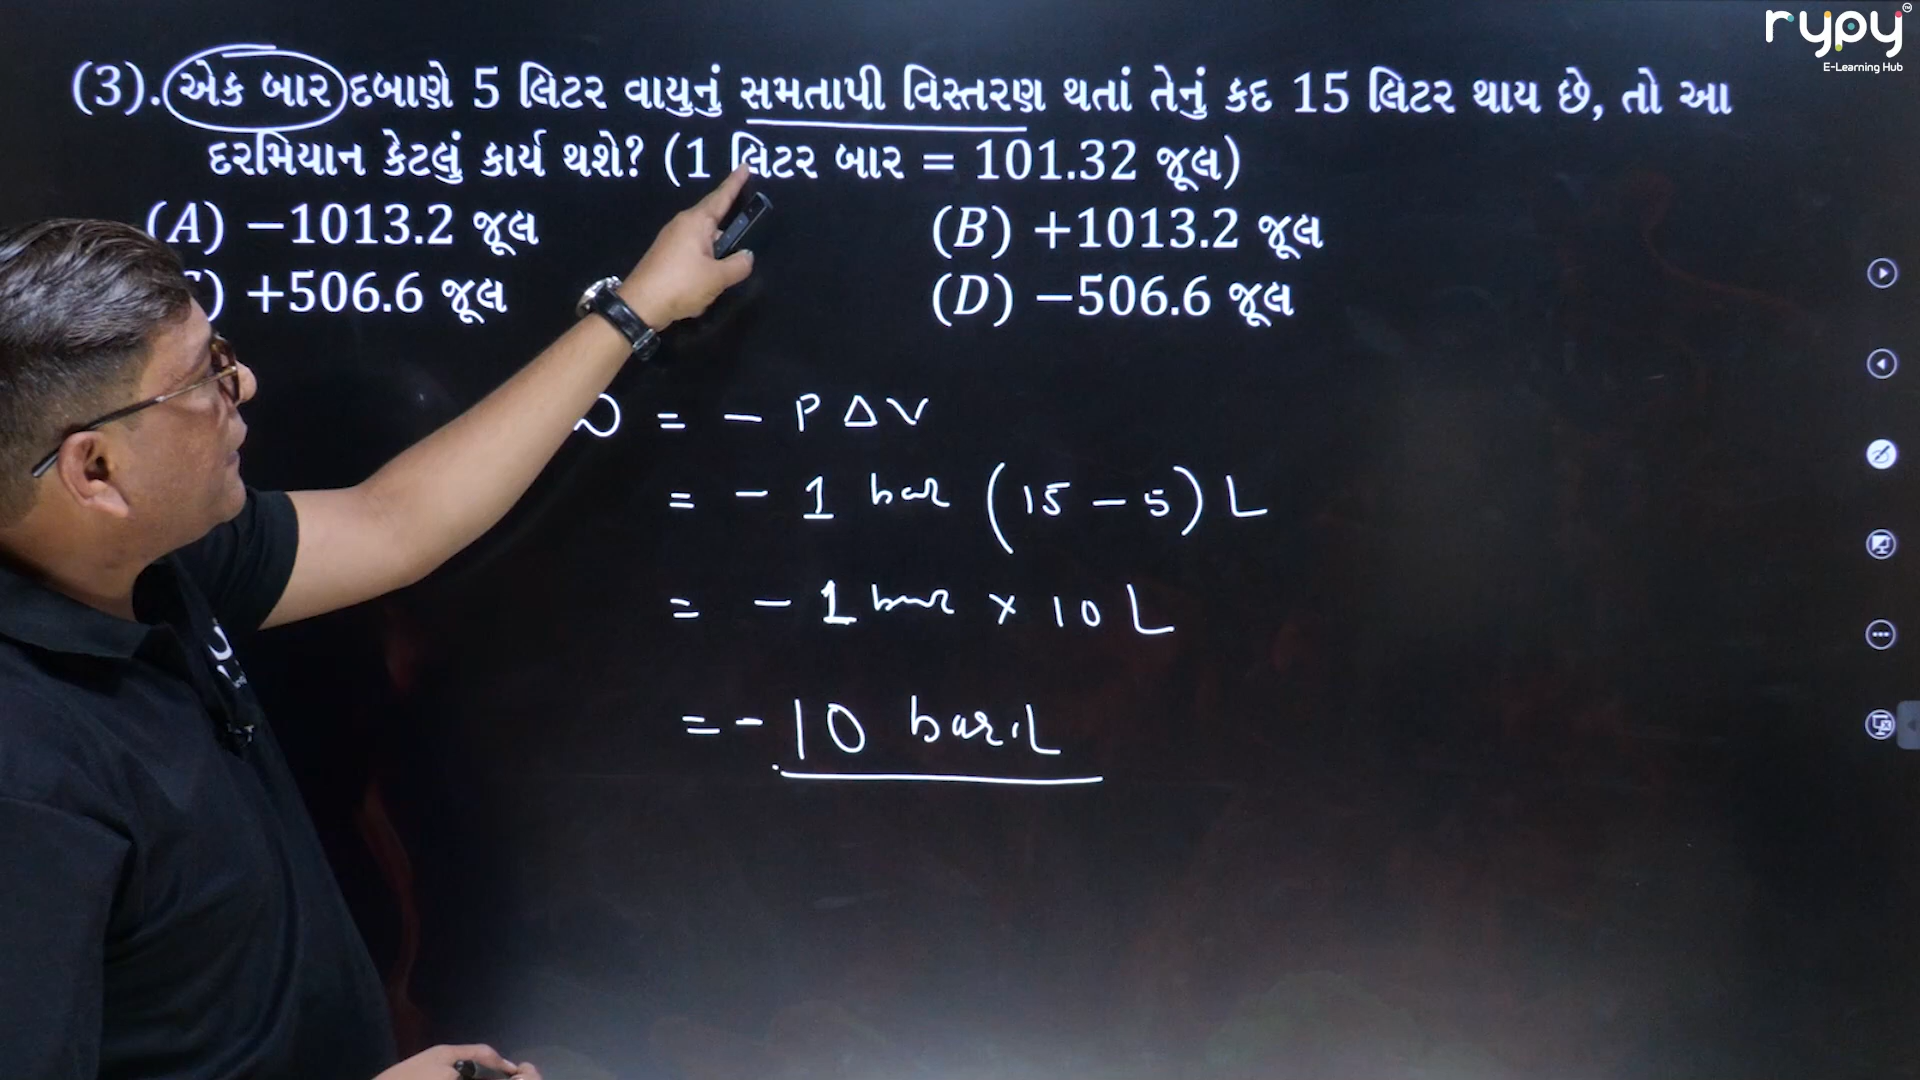 rypy
E-Learning Hub
(3). એક બાર દબાણે 5 લિટર વાયુનું સમતાપી વિસ્તરણ થતાં તેનું કદ 15 લિટર થાય છે, તો આ
દરમિયાન કેટલું કાર્ય થશે? (1 લિટર બાર = 101.32 જૂલ)
(A) −1013.2 જૂલ (B) +1013.2 જૂલ
) +506.6 જૂલ (D) −506.6 જૂલ
= - P Δ V
= - 1 bar (15 - 5) L
= - 1 bar × 10 L
= - 10 bar.L